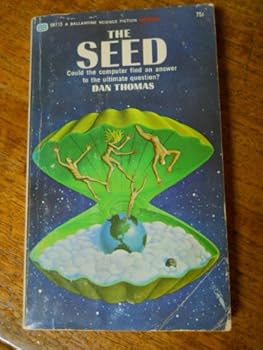 A BALLANTINE SCIENCE FICTION
75¢
THE
SEED
Could the computer find an answer
to the ultimate question?
DAN THOMAS